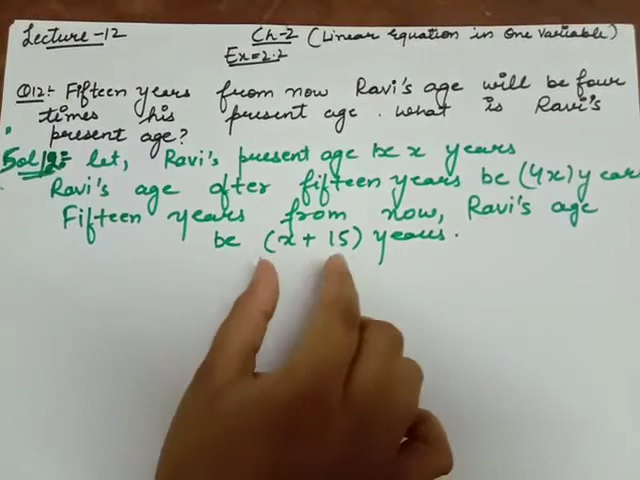 Lecture-12
Ch-2 (Linear Equation in One Variable)
Ex=2.2
Q12:- Fifteen years from now Ravi's age will be four
times his present age. What is Ravi's
present age?
Sol 12:- let, Ravi's present age be x years
Ravi's age after fifteen years be (4x) years
Fifteen years from now, Ravi's age
be (x + 15) years.